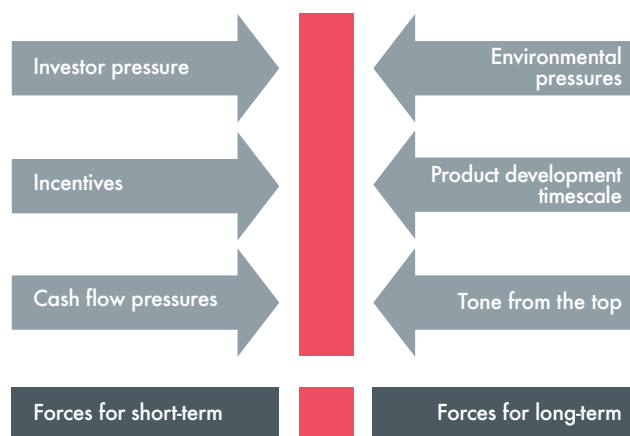 Investor pressure
Environmental
pressures
Incentives
Product development
timescale
Cash flow pressures
Tone from the top
Forces for short-term
Forces for long-term